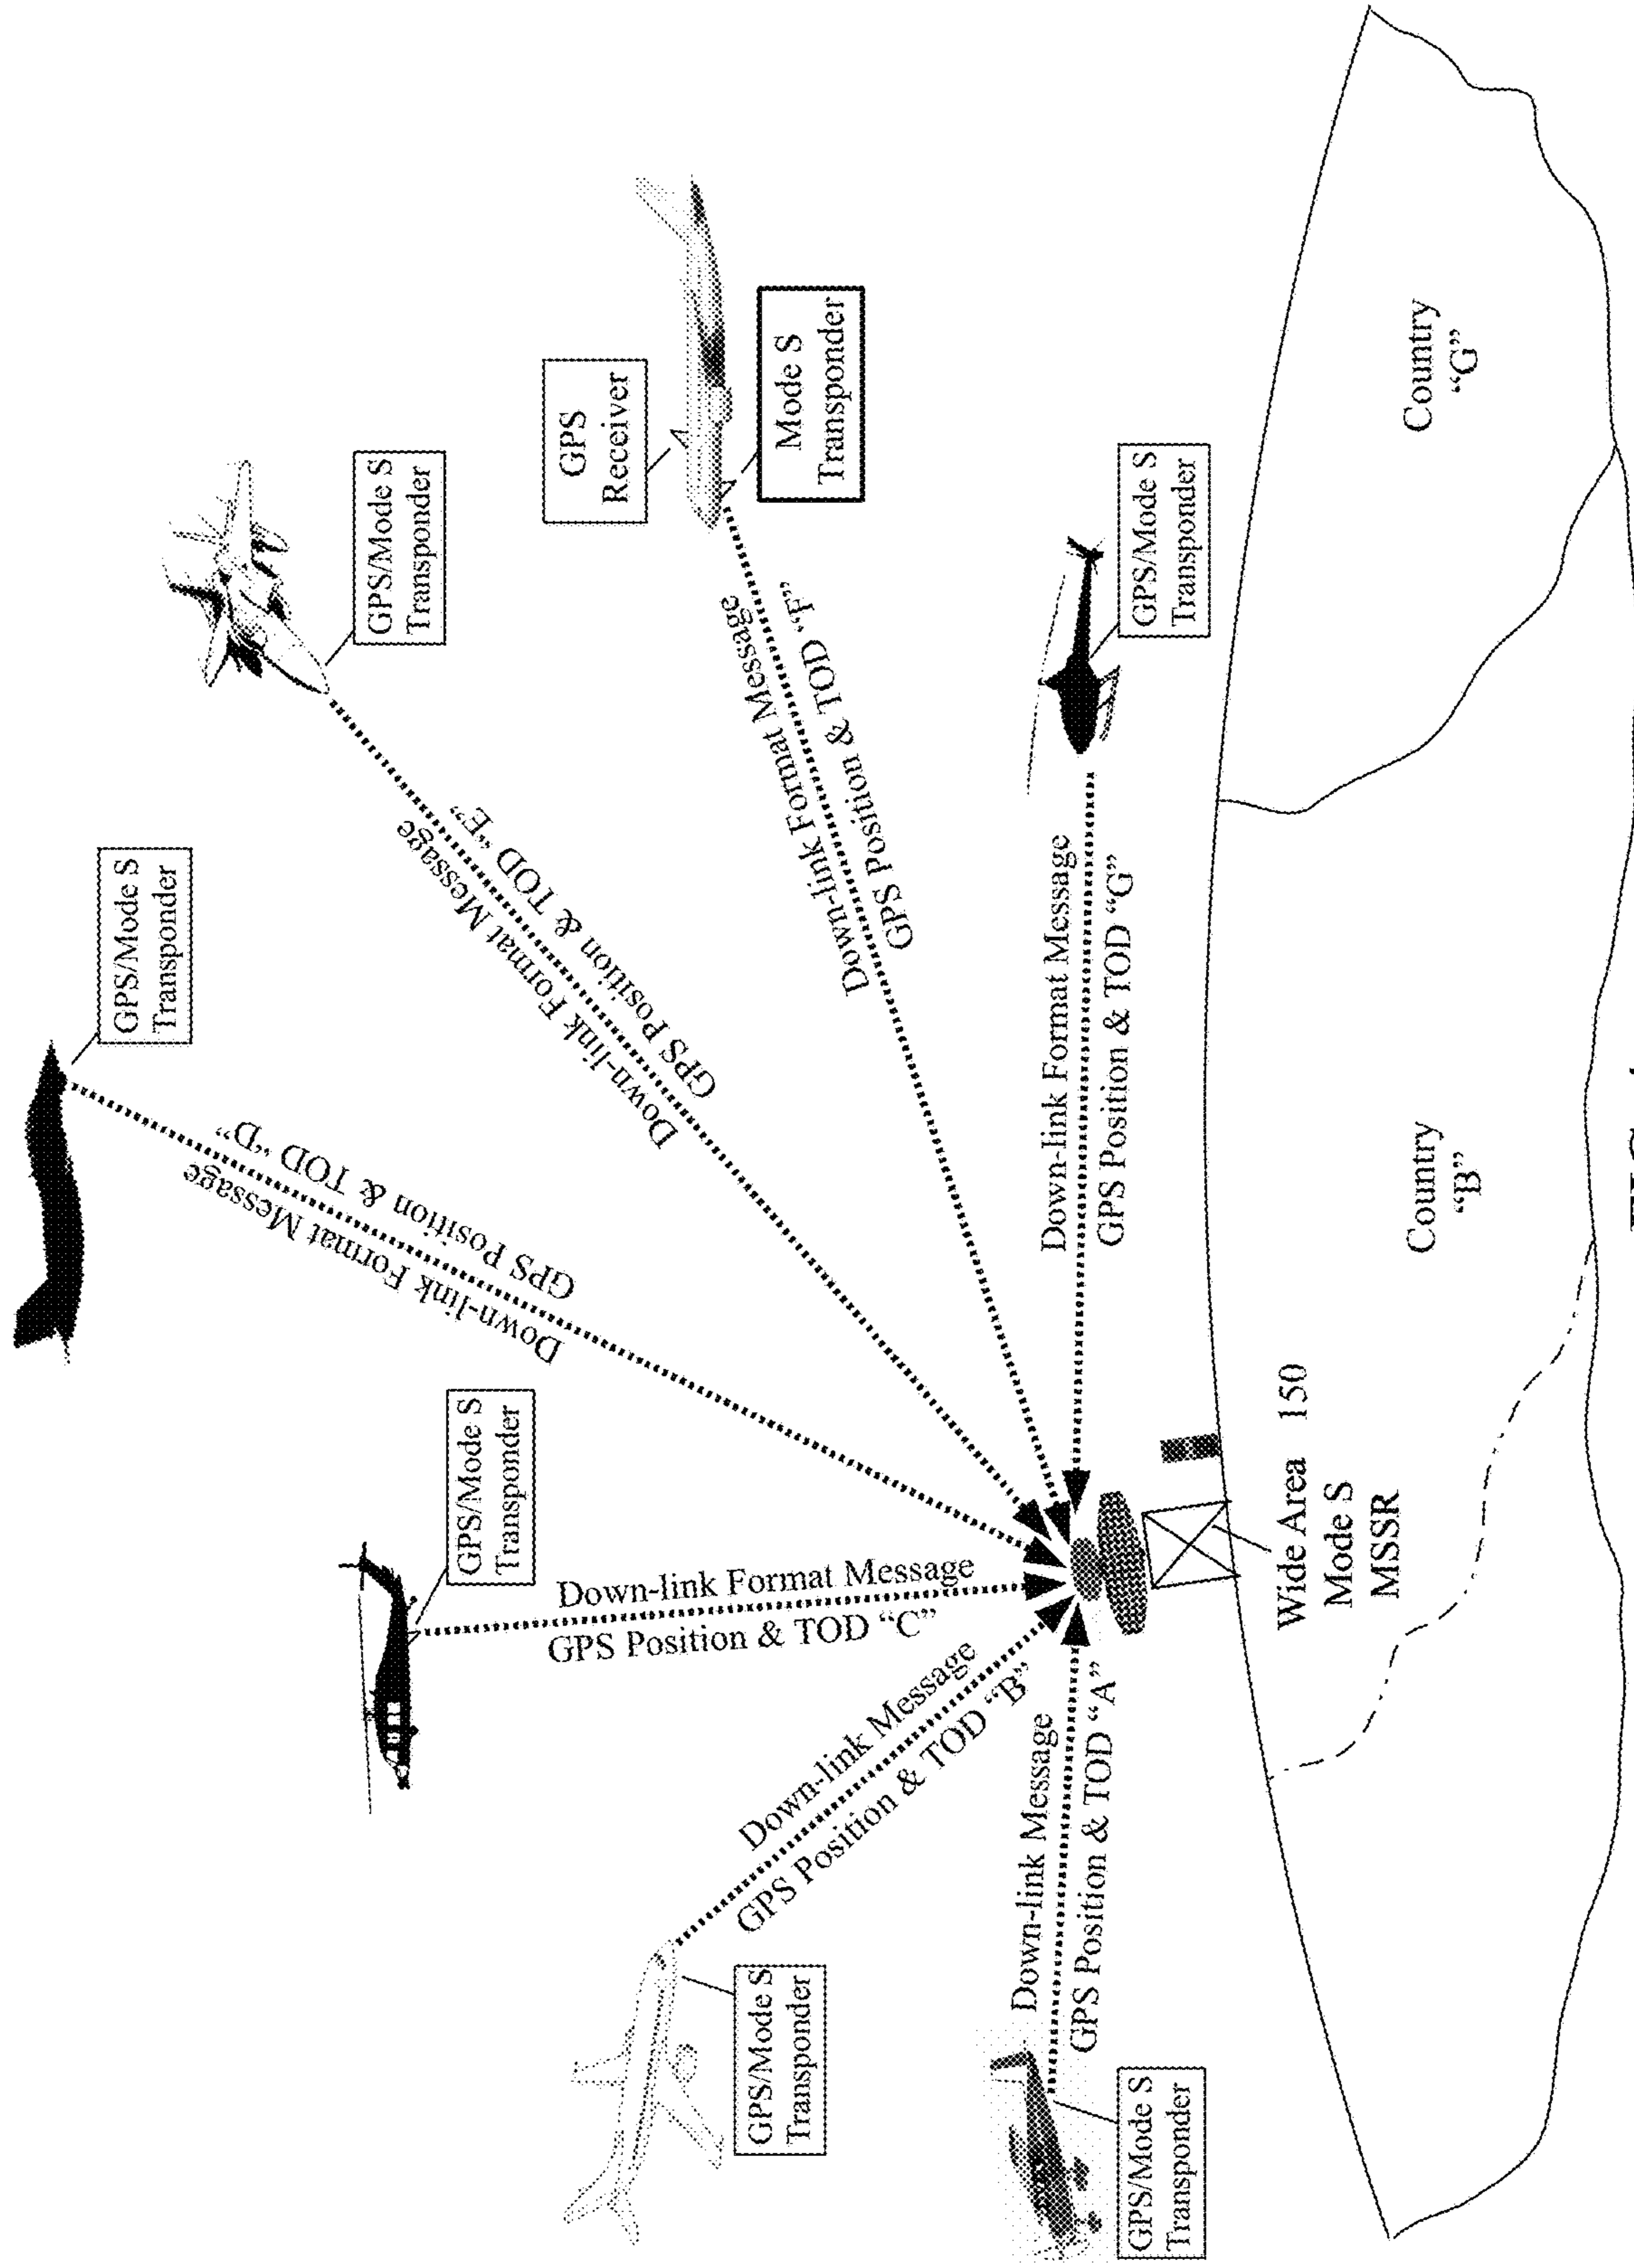 GPS/Mode S
Transponder
Down-link Format Message
GPS Position & TOD “D”
GPS/Mode S
Transponder
Down-link Format Message
GPS Position & TOD “E”
GPS/Mode S
Transponder
Down-link Format Message
GPS Position & TOD “C”
GPS
Receiver
Mode S
Transponder
Down-link Format Message
GPS Position & TOD “F”
GPS/Mode S
Transponder
Down-link Message
GPS Position & TOD “B”
GPS/Mode S
Transponder
Down-link Message
GPS Position & TOD “A”
GPS/Mode S
Transponder
Down-link Format Message
GPS Position & TOD “G”
Wide Area 150
Mode S
MSSR
Country
“B”
Country
“G”